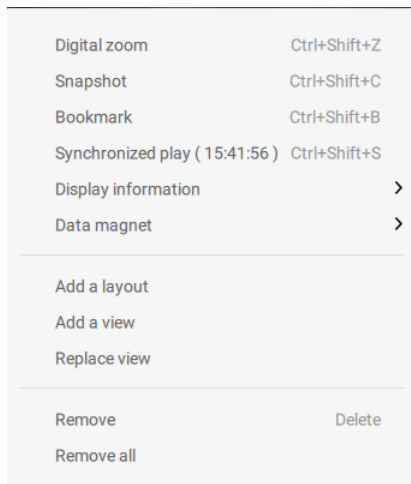 Digital zoom Ctrl+Shift+Z
Snapshot Ctrl+Shift+C
Bookmark Ctrl+Shift+B
Synchronized play ( 15:41:56 ) Ctrl+Shift+S
Display information
Data magnet
Add a layout
Add a view
Replace view
Remove Delete
Remove all